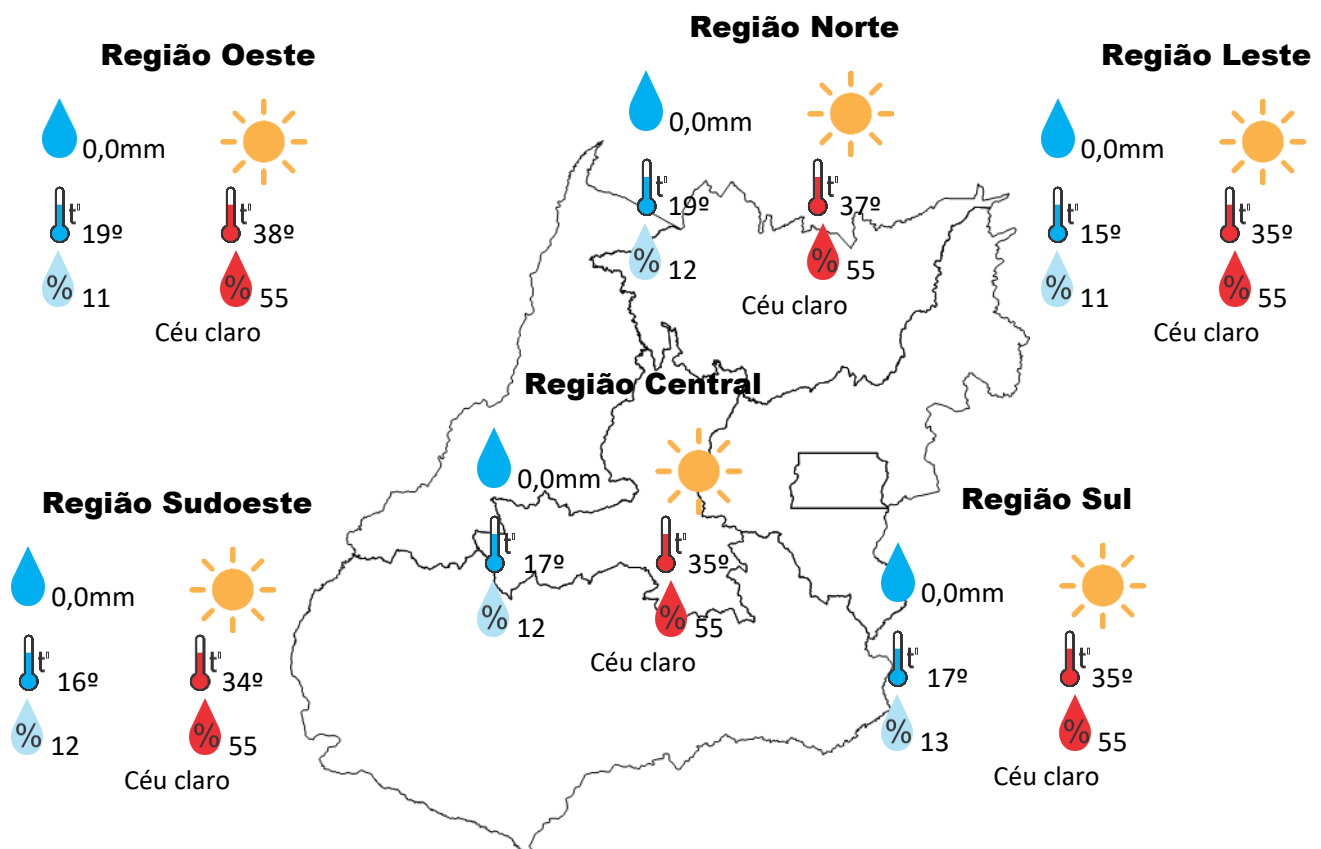 Região Oeste
0,0mm
t°
19º
t°
38º
%
11
%
55
Céu claro
Região Norte
0,0mm
t°
19º
t°
37º
%
12
%
55
Céu claro
Região Leste
0,0mm
t°
15º
t°
35º
%
11
%
55
Céu claro
Região Central
0,0mm
t°
17º
t°
35º
%
12
%
55
Céu claro
Região Sudoeste
0,0mm
t°
16º
t°
34º
%
12
%
55
Céu claro
Região Sul
0,0mm
t°
17º
t°
35º
%
13
%
55
Céu claro